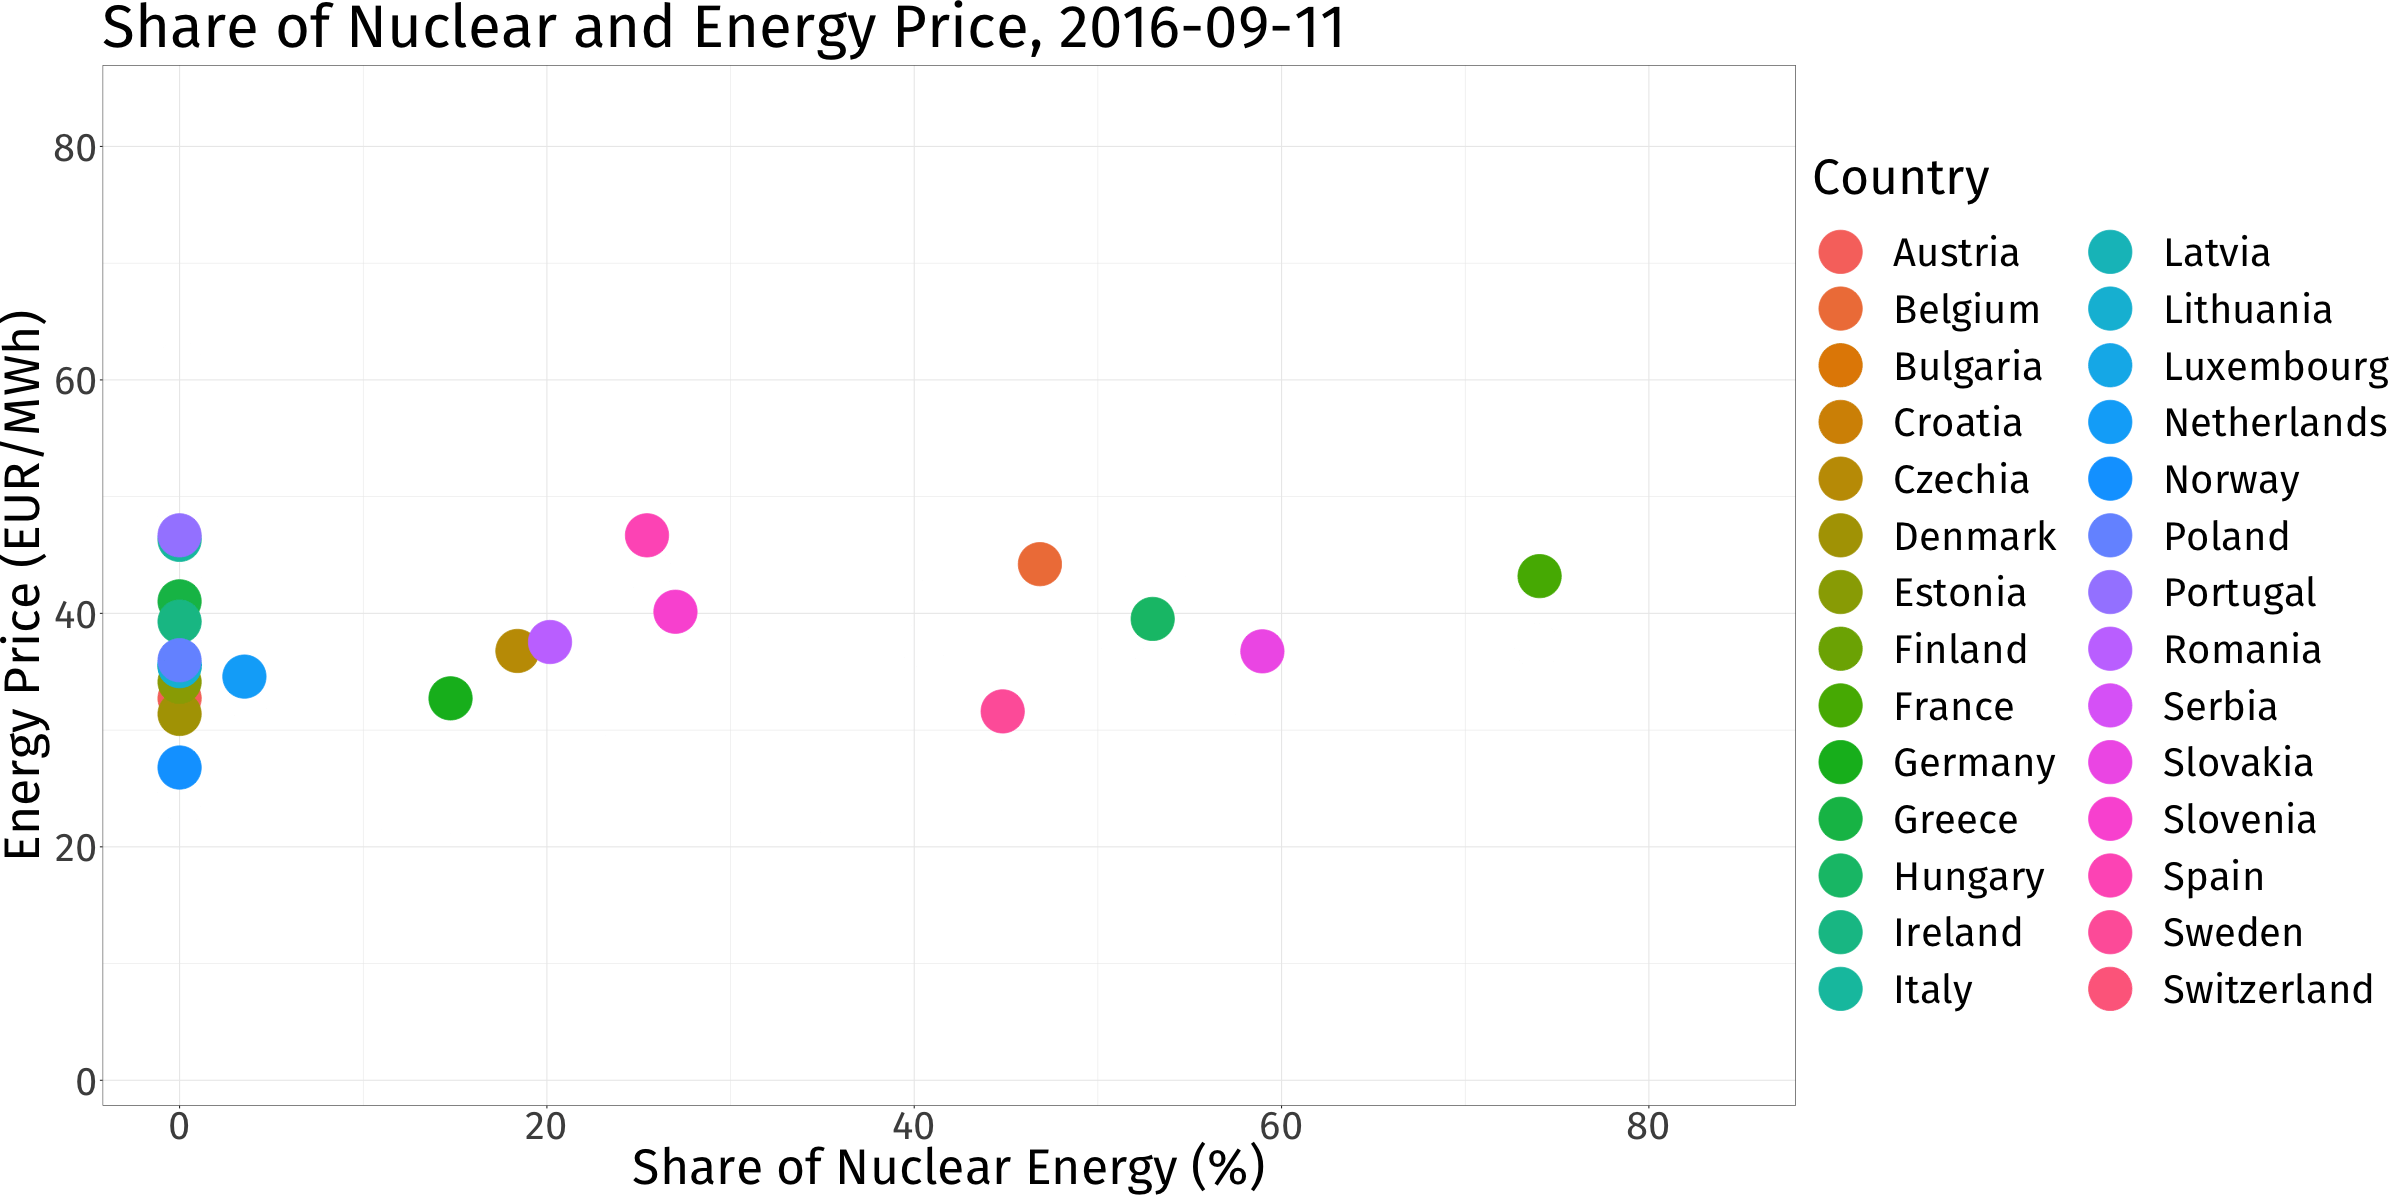 Share of Nuclear and Energy Price, 2016-09-11
80
60
40
20
0
Energy Price (EUR/MWh)
0 20 40 60 80
Share of Nuclear Energy (%)
Country
Austria
Belgium
Bulgaria
Croatia
Czechia
Denmark
Estonia
Finland
France
Germany
Greece
Hungary
Ireland
Italy
Latvia
Lithuania
Luxembourg
Netherlands
Norway
Poland
Portugal
Romania
Serbia
Slovakia
Slovenia
Spain
Sweden
Switzerland